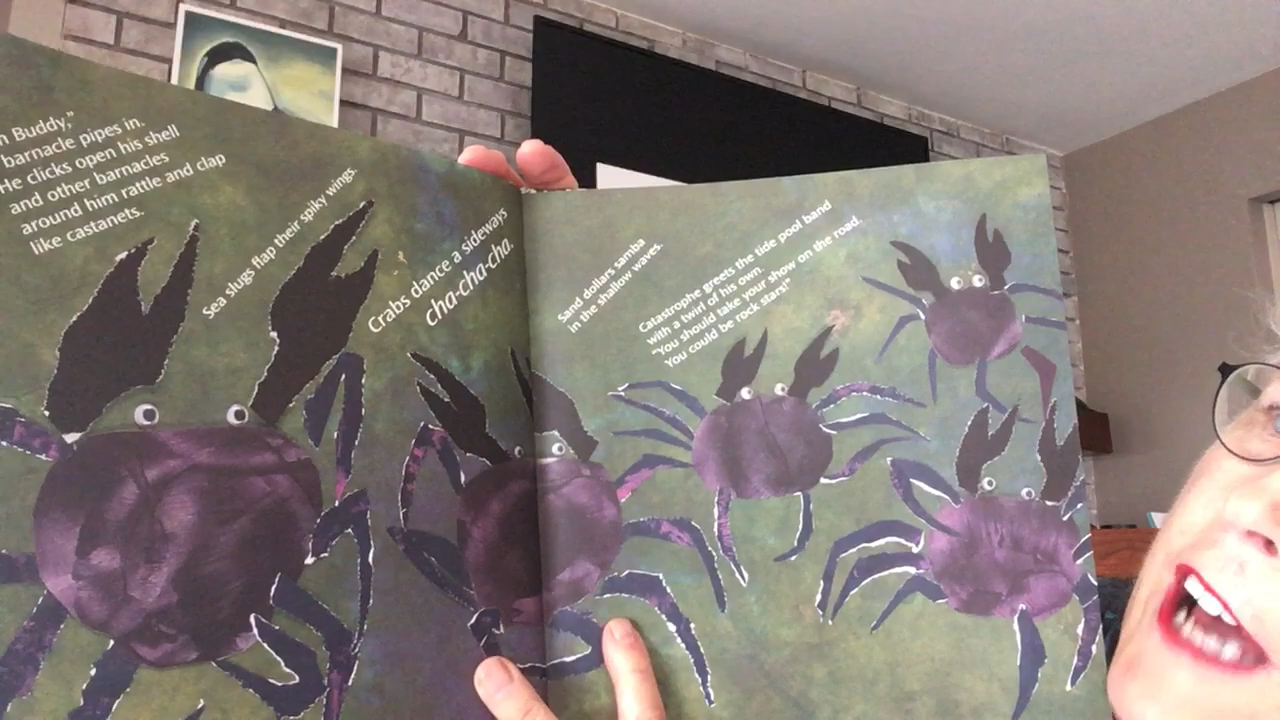 n Buddy,"
barnacle pipes in.
He clicks open his shell
and other barnacles
around him rattle and clap
like castanets.
Sea slugs flap their spiky wings.
Crabs dance a sideways
cha-cha-cha.
Sand dollars samba
in the shallow waves.
Catastrophe greets the tide pool band
with a twirl of his own.
"You should take your show on the road.
You could be rock stars!"